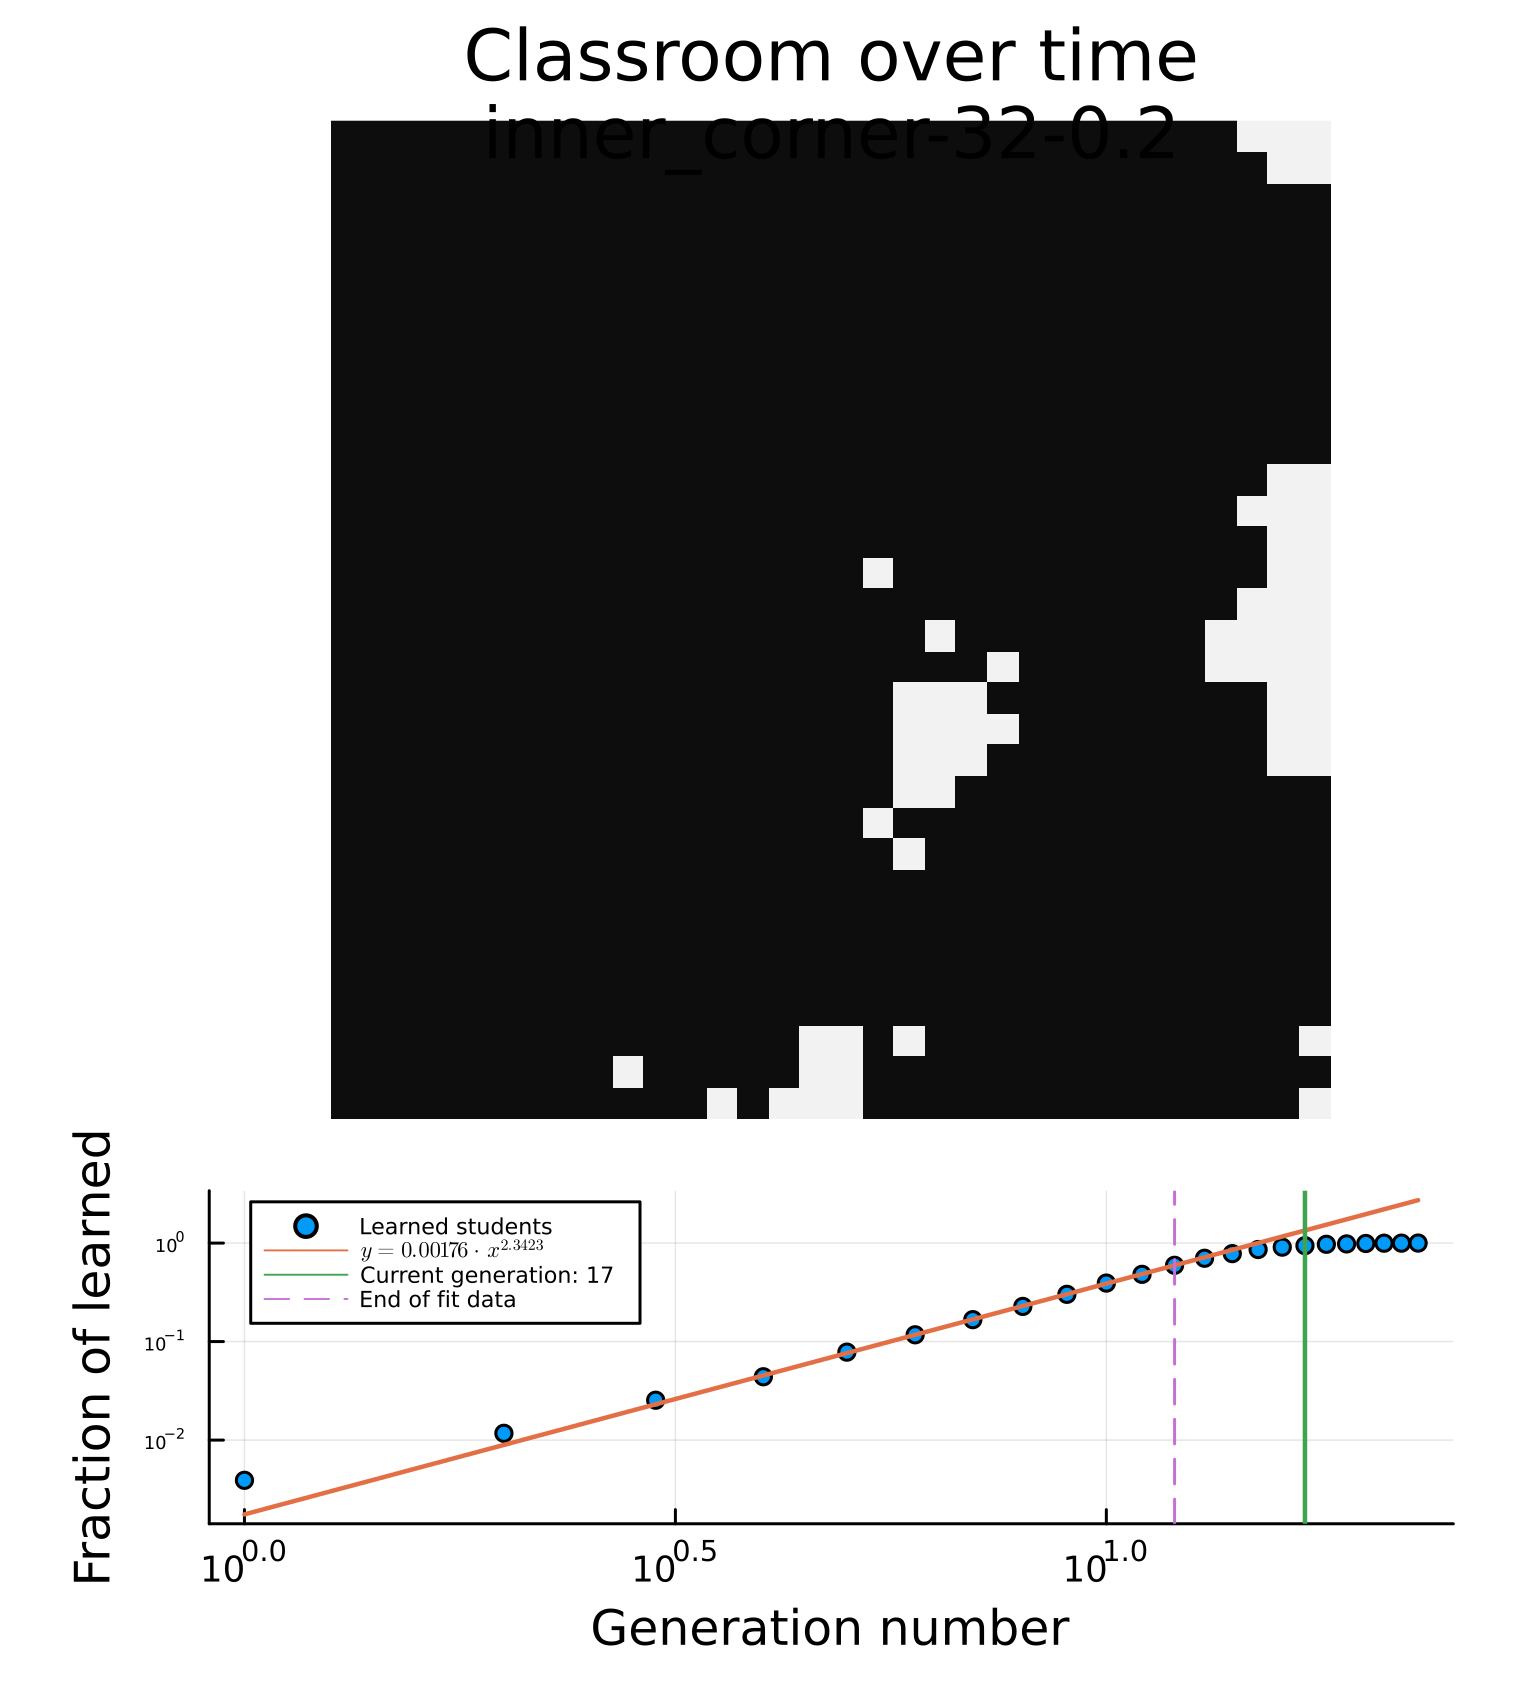 Classroom over time
inner_corner-32-0.2
Fraction of learned
10^0
10^-1
10^-2
Learned students
y = 0.00176 · x^2.3423
Current generation: 17
End of fit data
10^0.0
10^0.5
10^1.0
Generation number